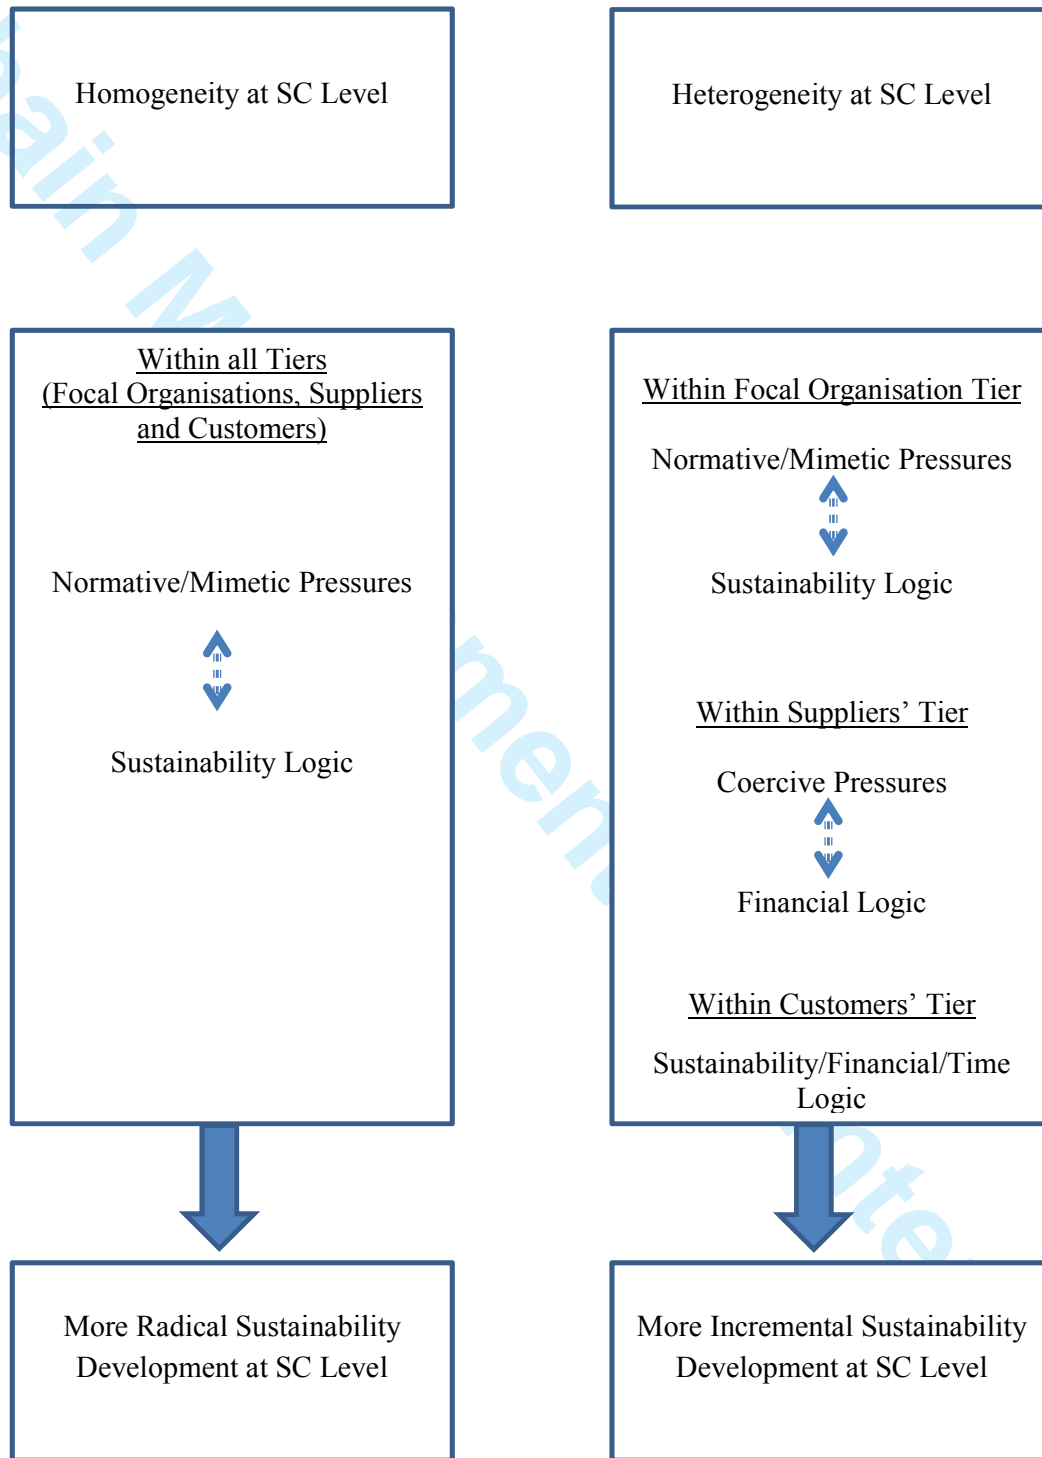 Homogeneity at SC Level
Heterogeneity at SC Level
Within all Tiers
(Focal Organisations, Suppliers
and Customers)
Normative/Mimetic Pressures
Sustainability Logic
Within Focal Organisation Tier
Normative/Mimetic Pressures
Sustainability Logic
Within Suppliers’ Tier
Coercive Pressures
Financial Logic
Within Customers’ Tier
Sustainability/Financial/Time
Logic
More Radical Sustainability
Development at SC Level
More Incremental Sustainability
Development at SC Level